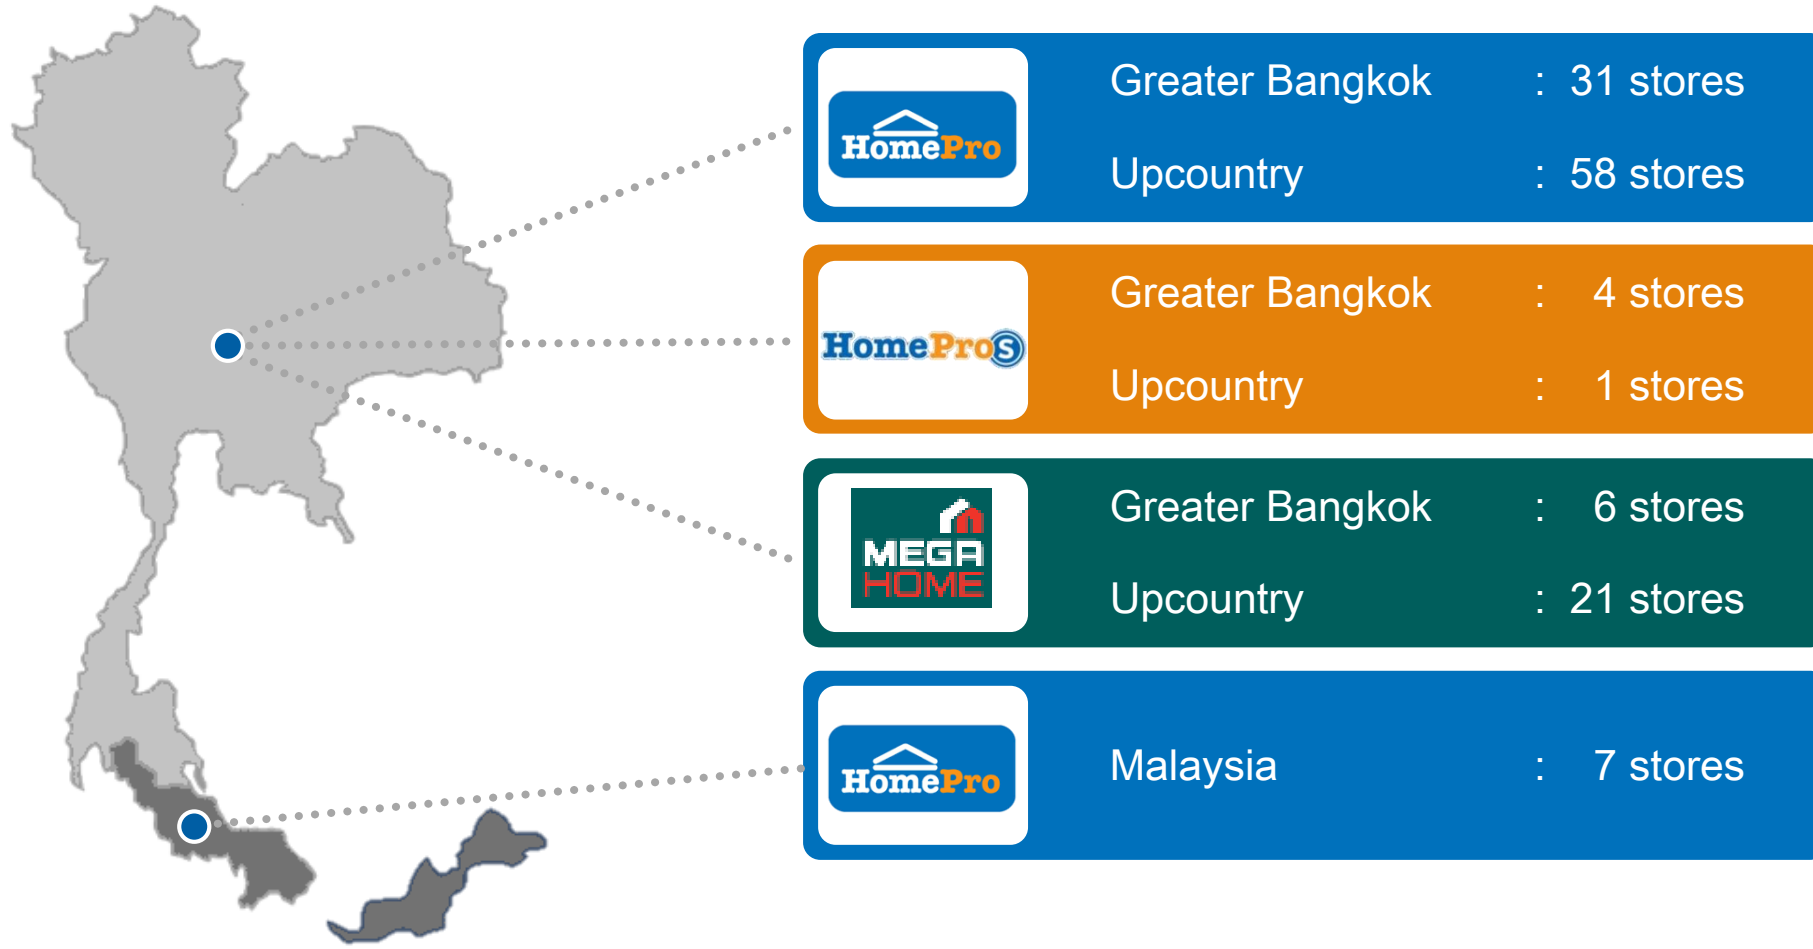 HomePro
Greater Bangkok : 31 stores
Upcountry : 58 stores
HomePro S
Greater Bangkok : 4 stores
Upcountry : 1 stores
MEGA
HOME
Greater Bangkok : 6 stores
Upcountry : 21 stores
HomePro
Malaysia : 7 stores